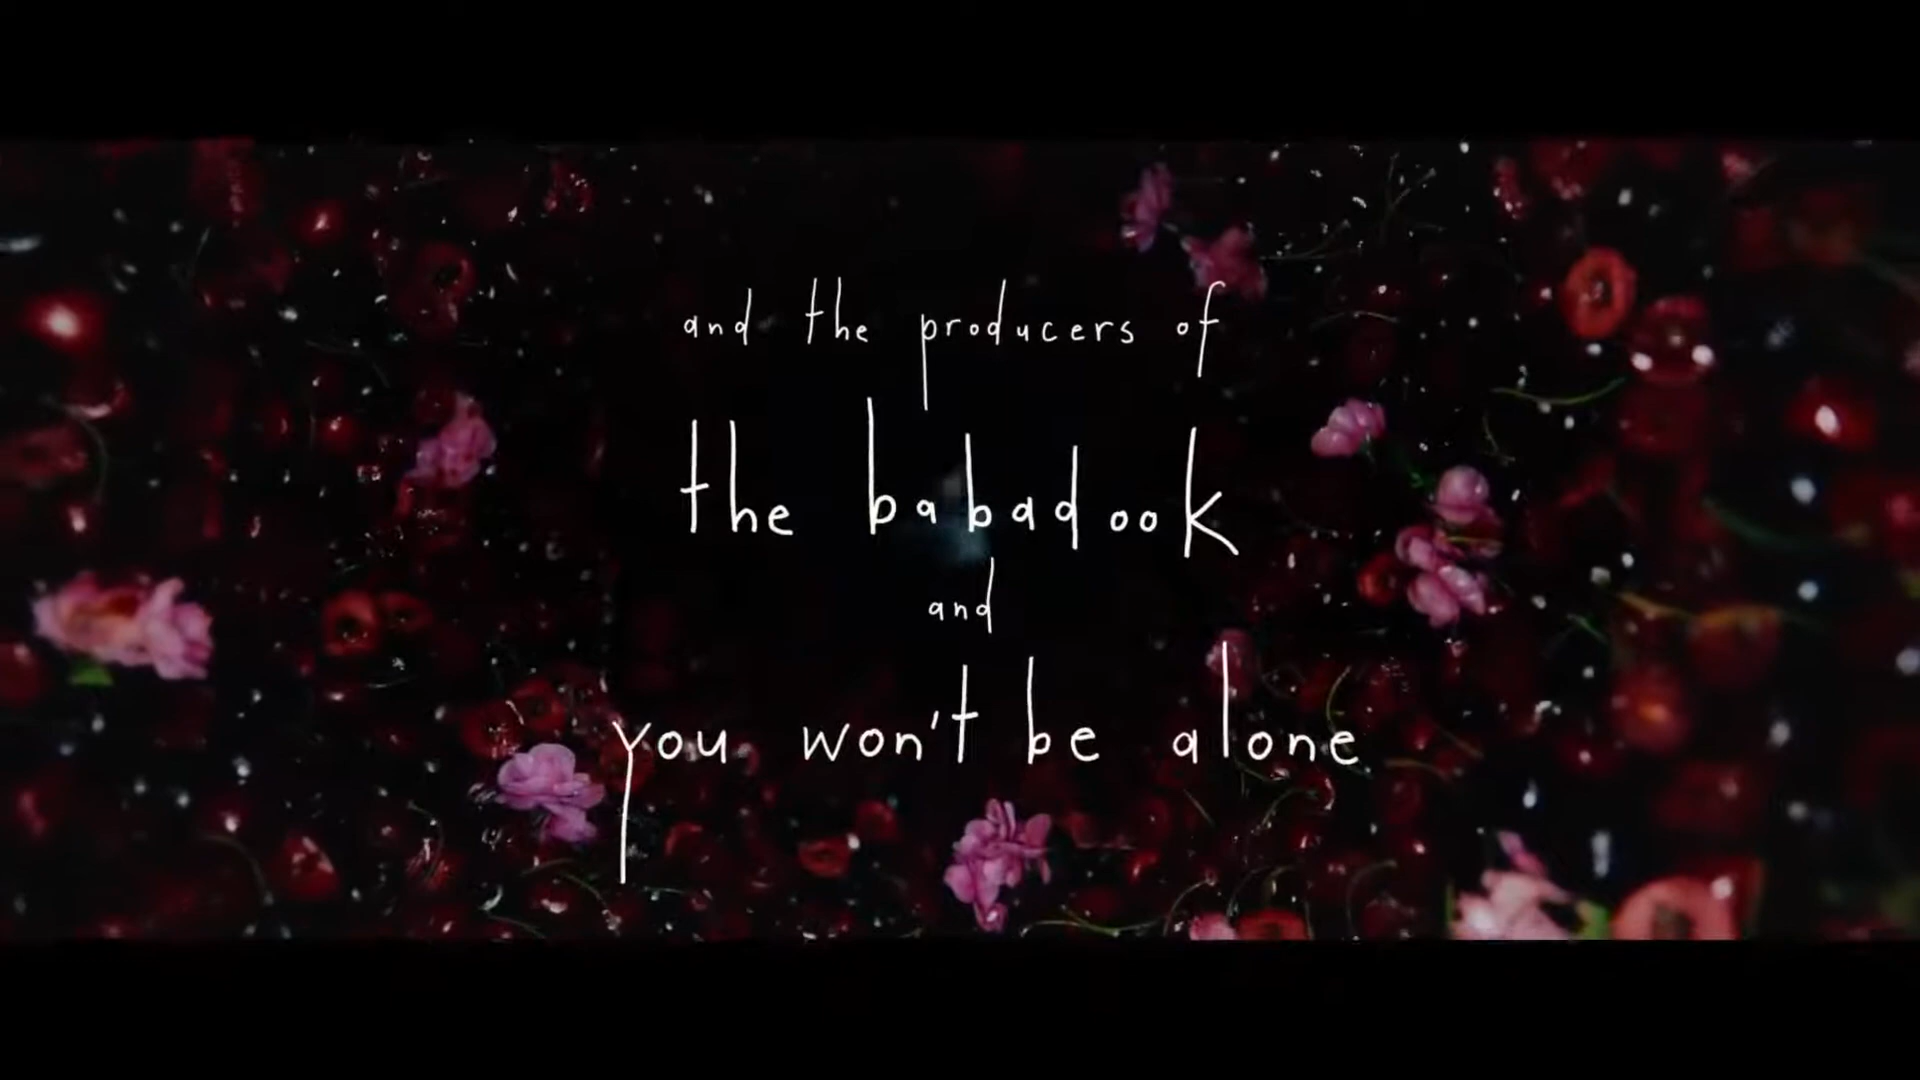 and the producers of
the babadook
and
you won't be alone